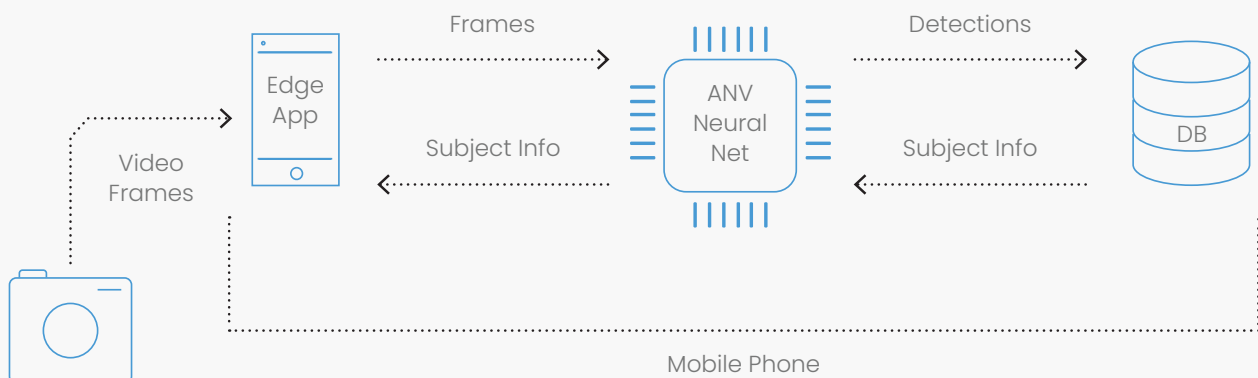 Frames
Detections
Edge
App
ANV
Neural
Net
DB
Video
Frames
Subject Info
Subject Info
Mobile Phone